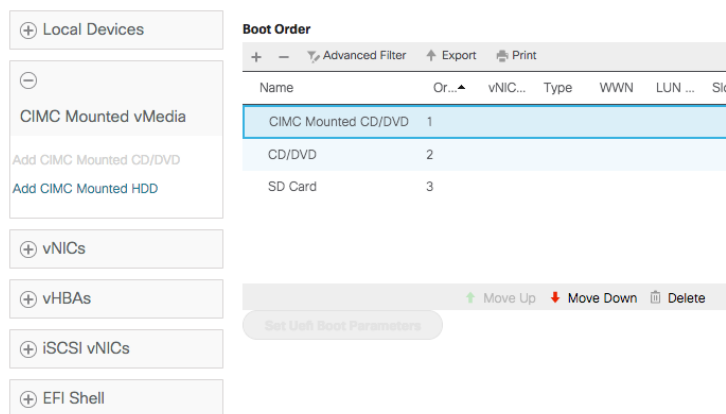 Local Devices
CIMC Mounted vMedia
Add CIMC Mounted CD/DVD
Add CIMC Mounted HDD
vNICs
vHBAs
iSCSI vNICs
EFI Shell
Boot Order
+ − Advanced Filter Export Print
Name Or... vNIC... Type WWN LUN ... Slo
CIMC Mounted CD/DVD 1
CD/DVD 2
SD Card 3
Move Up Move Down Delete
Set Uefi Boot Parameters